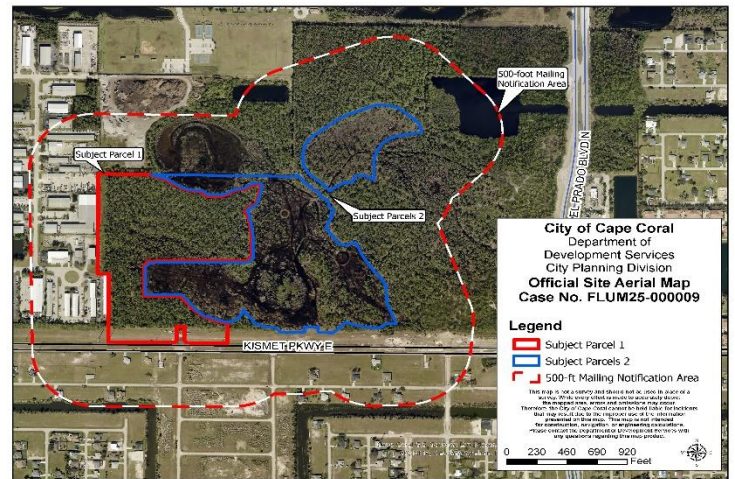 500-foot Mailing
Notification Area
Subject Parcel 1
Subject Parcels 2
EL PRADO BLVD N
KISMET PKWY E
City of Cape Coral
Department of
Development Services
City Planning Division
Official Site Aerial Map
Case No. FLUM25-000009
Legend
Subject Parcel 1
Subject Parcels 2
500-ft Mailing Notification Area
This map is not a survey and should not be used in place of a
survey. While every effort is made to accurately depict
the mapped area, errors and omissions may occur.
Therefore, the City of Cape Coral cannot be held liable for incidents
that may result due to the improper use of the information
presented on this map. This map is not intended
for construction, navigation, or engineering calculations.
Please contact the Department of Development Services with
any questions regarding this map product.
0 230 460 690 920
Feet